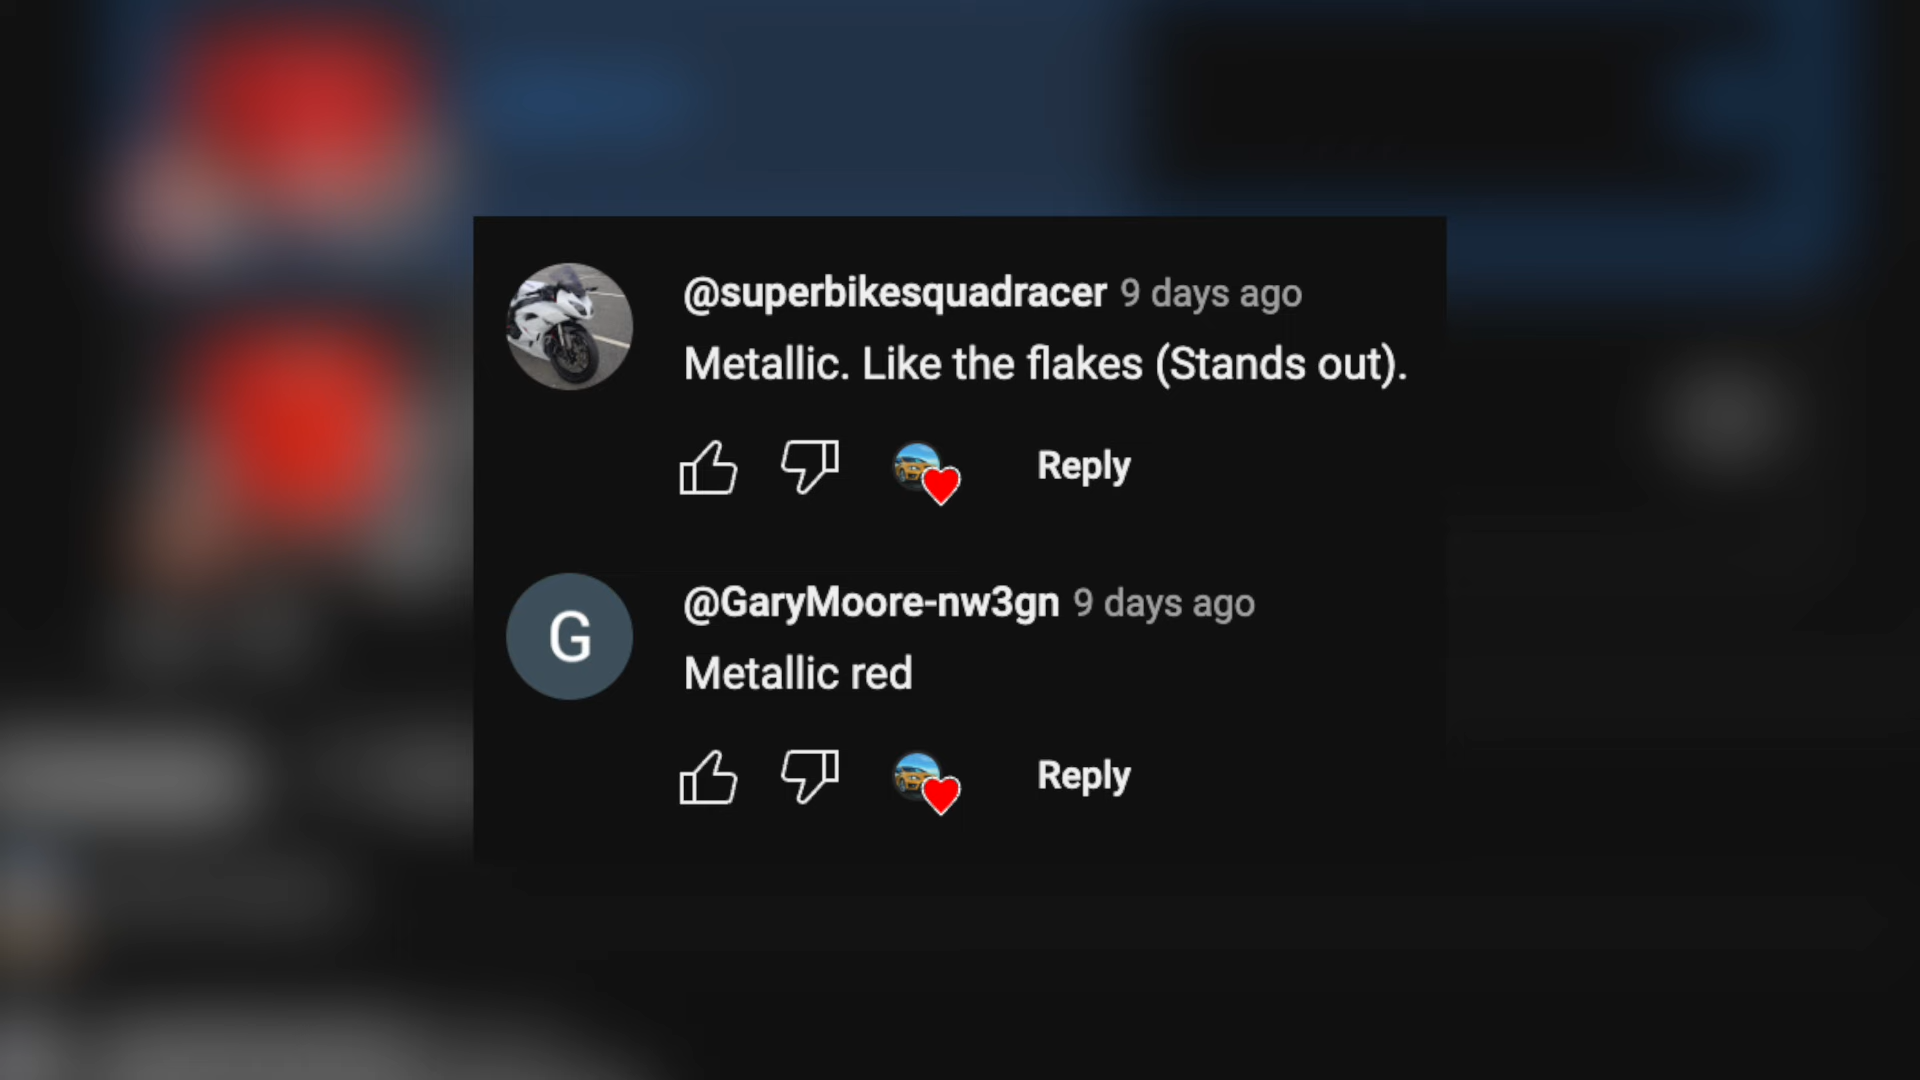 @superbikesquadracer 9 days ago
Metallic. Like the flakes (Stands out).
Reply
G
@GaryMoore-nw3gn 9 days ago
Metallic red
Reply